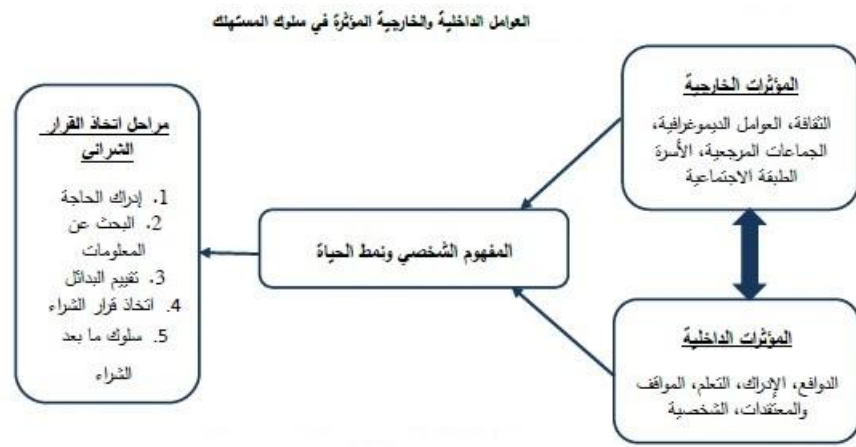 العوامل الداخلية والخارجية المؤثرة في سلوك المستهلك
المؤثرات الخارجية
الثقافة، العوامل الديموغرافية،
الجماعات المرجعية، الأسرة
الطبقة الاجتماعية
المؤثرات الداخلية
الدوافع، الإدراك، التعلم، المواقف
والمعتقدات، الشخصية
المفهوم الشخصي ونمط الحياة
مراحل اتخاذ القرار
الشرائي
1. إدراك الحاجة
2. البحث عن
المعلومات
3. تقييم البدائل
4. اتخاذ قرار الشراء
5. سلوك ما بعد
الشراء